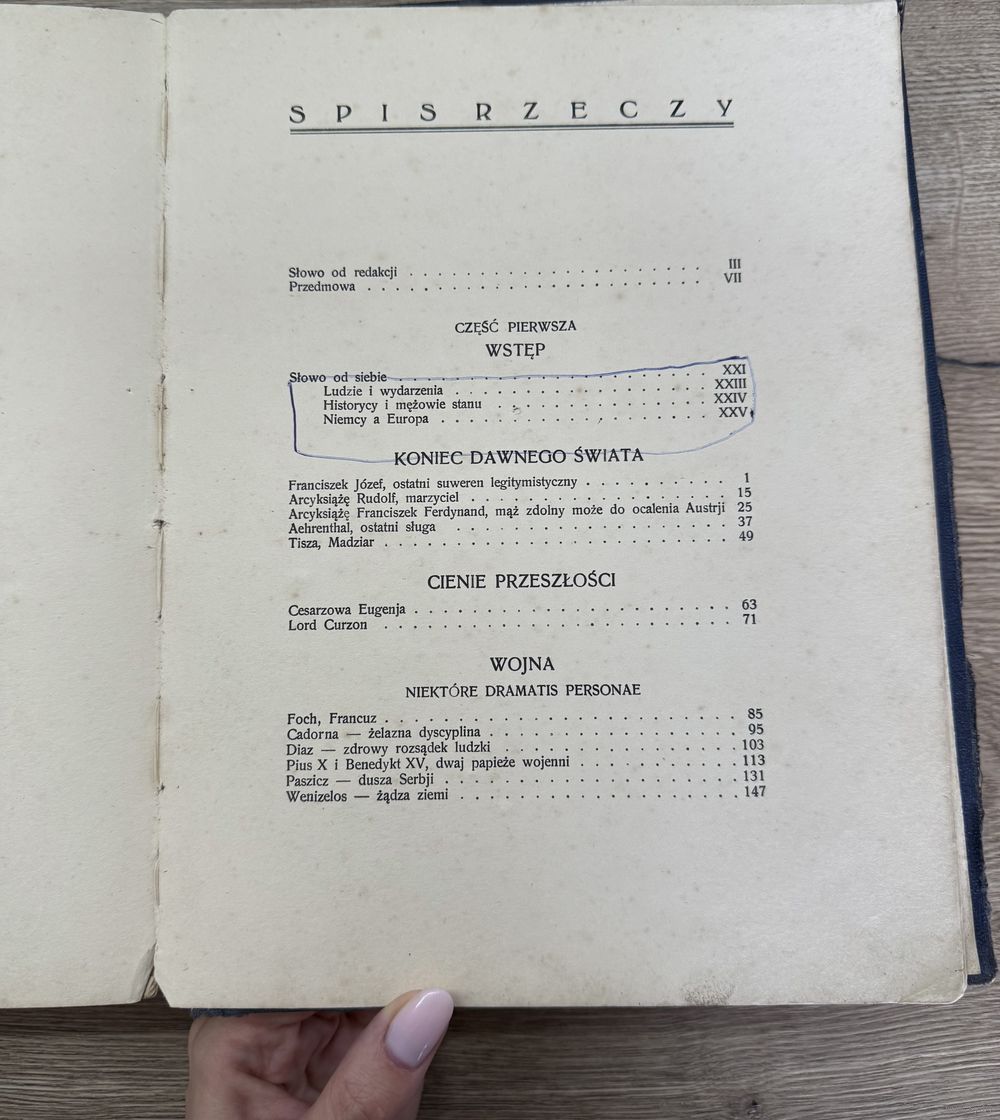 SPIS RZECZY
Słowo od redakcji . . . . . . . . . . . . . . . . . . . . . III
Przedmowa . . . . . . . . . . . . . . . . . . . . . . . . VII
CZĘŚĆ PIERWSZA
WSTĘP
Słowo od siebie . . . . . . . . . . . . . . . . . . . . . . XXI
Ludzie i wydarzenia . . . . . . . . . . . . . . . . . . XXIII
Historycy i mężowie stanu . . . . . . . . . . . . . . . XXIV
Niemcy a Europa . . . . . . . . . . . . . . . . . . . XXV
KONIEC DAWNEGO ŚWIATA
Franciszek Józef, ostatni suweren legitymistyczny . . . . . . . . . . 1
Arcyksiążę Rudolf, marzyciel . . . . . . . . . . . . . . . . . . 15
Arcyksiążę Franciszek Ferdynand, mąż zdolny może do ocalenia Austrji 25
Aehrenthal, ostatni sługa . . . . . . . . . . . . . . . . . . . . 37
Tisza, Madziar . . . . . . . . . . . . . . . . . . . . . . . . 49
CIENIE PRZESZŁOŚCI
Cesarzowa Eugenja . . . . . . . . . . . . . . . . . . . . . . 63
Lord Curzon . . . . . . . . . . . . . . . . . . . . . . . . 71
WOJNA
NIEKTÓRE DRAMATIS PERSONAE
Foch, Francuz . . . . . . . . . . . . . . . . . . . . . . . . 85
Cadorna — żelazna dyscyplina . . . . . . . . . . . . . . . . . 95
Diaz — zdrowy rozsądek ludzki . . . . . . . . . . . . . . . . 103
Pius X i Benedykt XV, dwaj papieże wojenni . . . . . . . . . . . 113
Paszicz — dusza Serbji . . . . . . . . . . . . . . . . . . . . 131
Wenizelos — żądza ziemi . . . . . . . . . . . . . . . . . . . 147